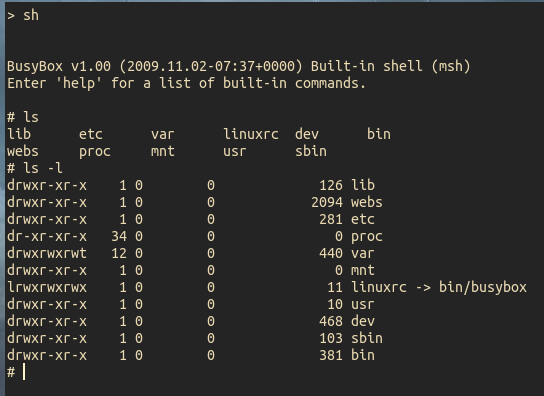 > sh
BusyBox v1.00 (2009.11.02-07:37+0000) Built-in shell (msh)
Enter 'help' for a list of built-in commands.
# ls
lib      etc      var      linuxrc  dev      bin
webs     proc     mnt      usr      sbin
# ls -l
drwxr-xr-x    1 0        0             126 lib
drwxr-xr-x    1 0        0            2094 webs
drwxr-xr-x    1 0        0             281 etc
dr-xr-xr-x   34 0        0               0 proc
drwxrwxrwt   12 0        0             440 var
drwxr-xr-x    1 0        0               0 mnt
lrwxrwxrwx    1 0        0              11 linuxrc -> bin/busybox
drwxr-xr-x    1 0        0              10 usr
drwxr-xr-x    1 0        0             468 dev
drwxr-xr-x    1 0        0             103 sbin
drwxr-xr-x    1 0        0             381 bin
#